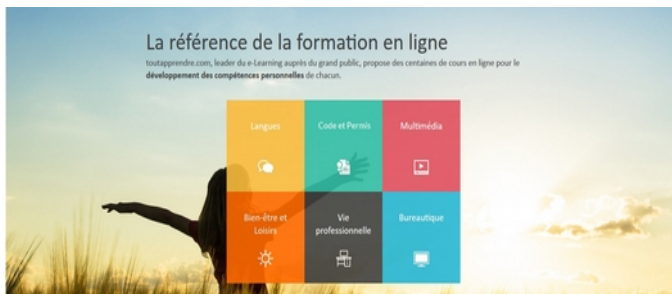 La référence de la formation en ligne
toutapprendre.com, leader du e-Learning auprès du grand public, propose des centaines de cours en ligne pour le
développement des compétences personnelles de chacun.
Langues
Code et Permis
Multimédia
Bien-être et
Loisirs
Vie
professionnelle
Bureautique